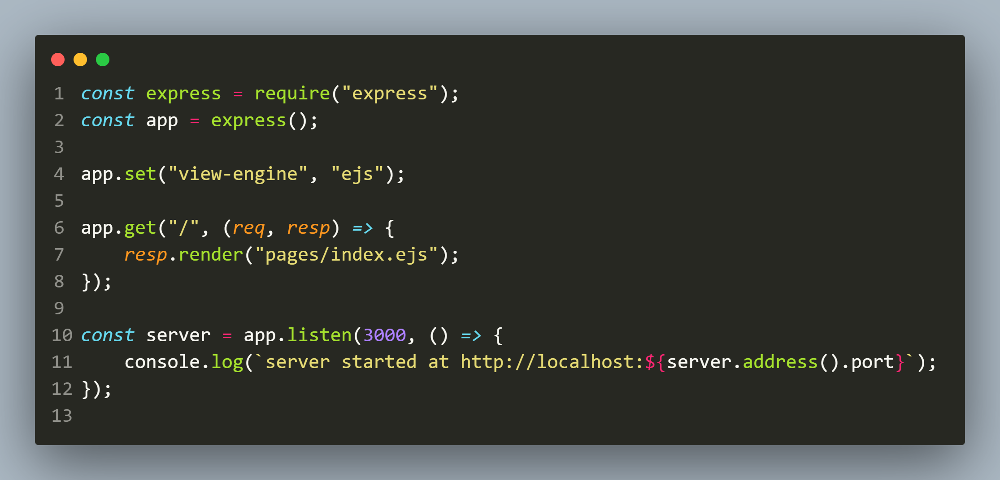 1 const express = require("express");
2 const app = express();
3
4 app.set("view-engine", "ejs");
5
6 app.get("/", (req, resp) => {
7     resp.render("pages/index.ejs");
8 });
9
10 const server = app.listen(3000, () => {
11     console.log(`server started at http://localhost:${server.address().port}`);
12 });
13